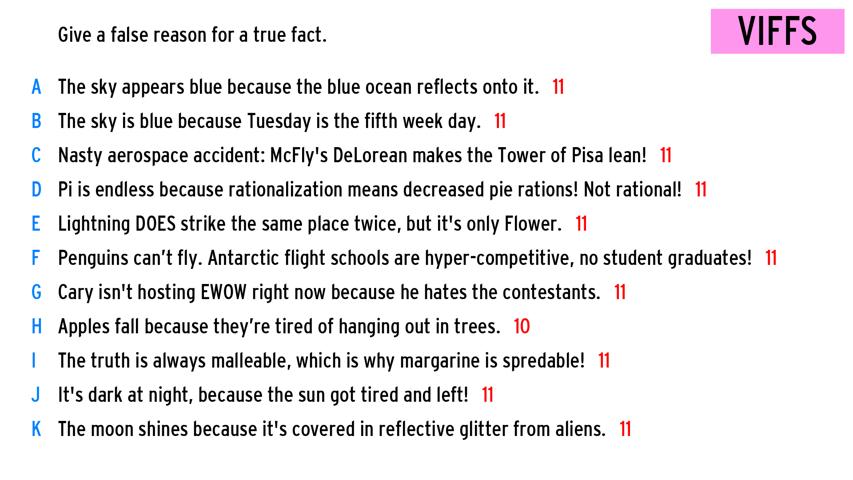 VIFFS
Give a false reason for a true fact.
A The sky appears blue because the blue ocean reflects onto it. 11
B The sky is blue because Tuesday is the fifth week day. 11
C Nasty aerospace accident: McFly's DeLorean makes the Tower of Pisa lean! 11
D Pi is endless because rationalization means decreased pie rations! Not rational! 11
E Lightning DOES strike the same place twice, but it's only Flower. 11
F Penguins can’t fly. Antarctic flight schools are hyper-competitive, no student graduates! 11
G Cary isn't hosting EWOW right now because he hates the contestants. 11
H Apples fall because they’re tired of hanging out in trees. 10
I The truth is always malleable, which is why margarine is spredable! 11
J It's dark at night, because the sun got tired and left! 11
K The moon shines because it's covered in reflective glitter from aliens. 11